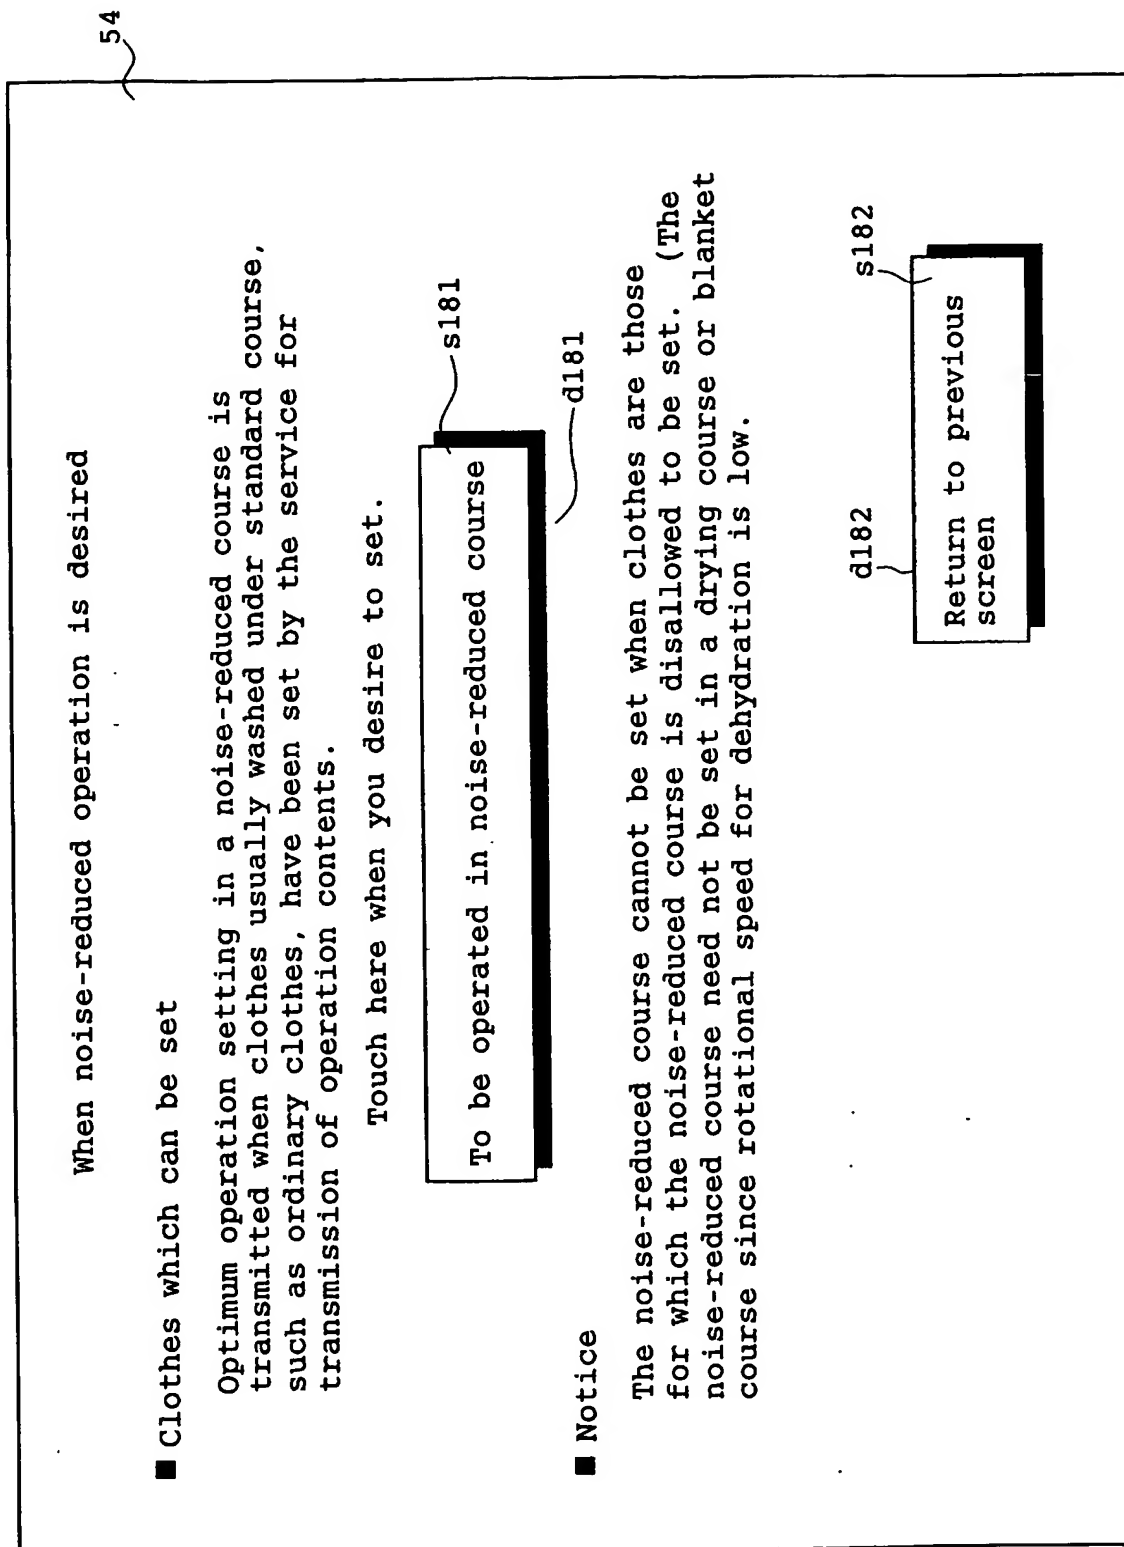 54
When noise-reduced operation is desired
■ Clothes which can be set
Optimum operation setting in a noise-reduced course is
transmitted when clothes usually washed under standard course,
such as ordinary clothes, have been set by the service for
transmission of operation contents.
Touch here when you desire to set.
To be operated in noise-reduced course
s181
d181
■ Notice
The noise-reduced course cannot be set when clothes are those
for which the noise-reduced course is disallowed to be set. (The
noise-reduced course need not be set in a drying course or blanket
course since rotational speed for dehydration is low.
d182
s182
Return to previous
screen